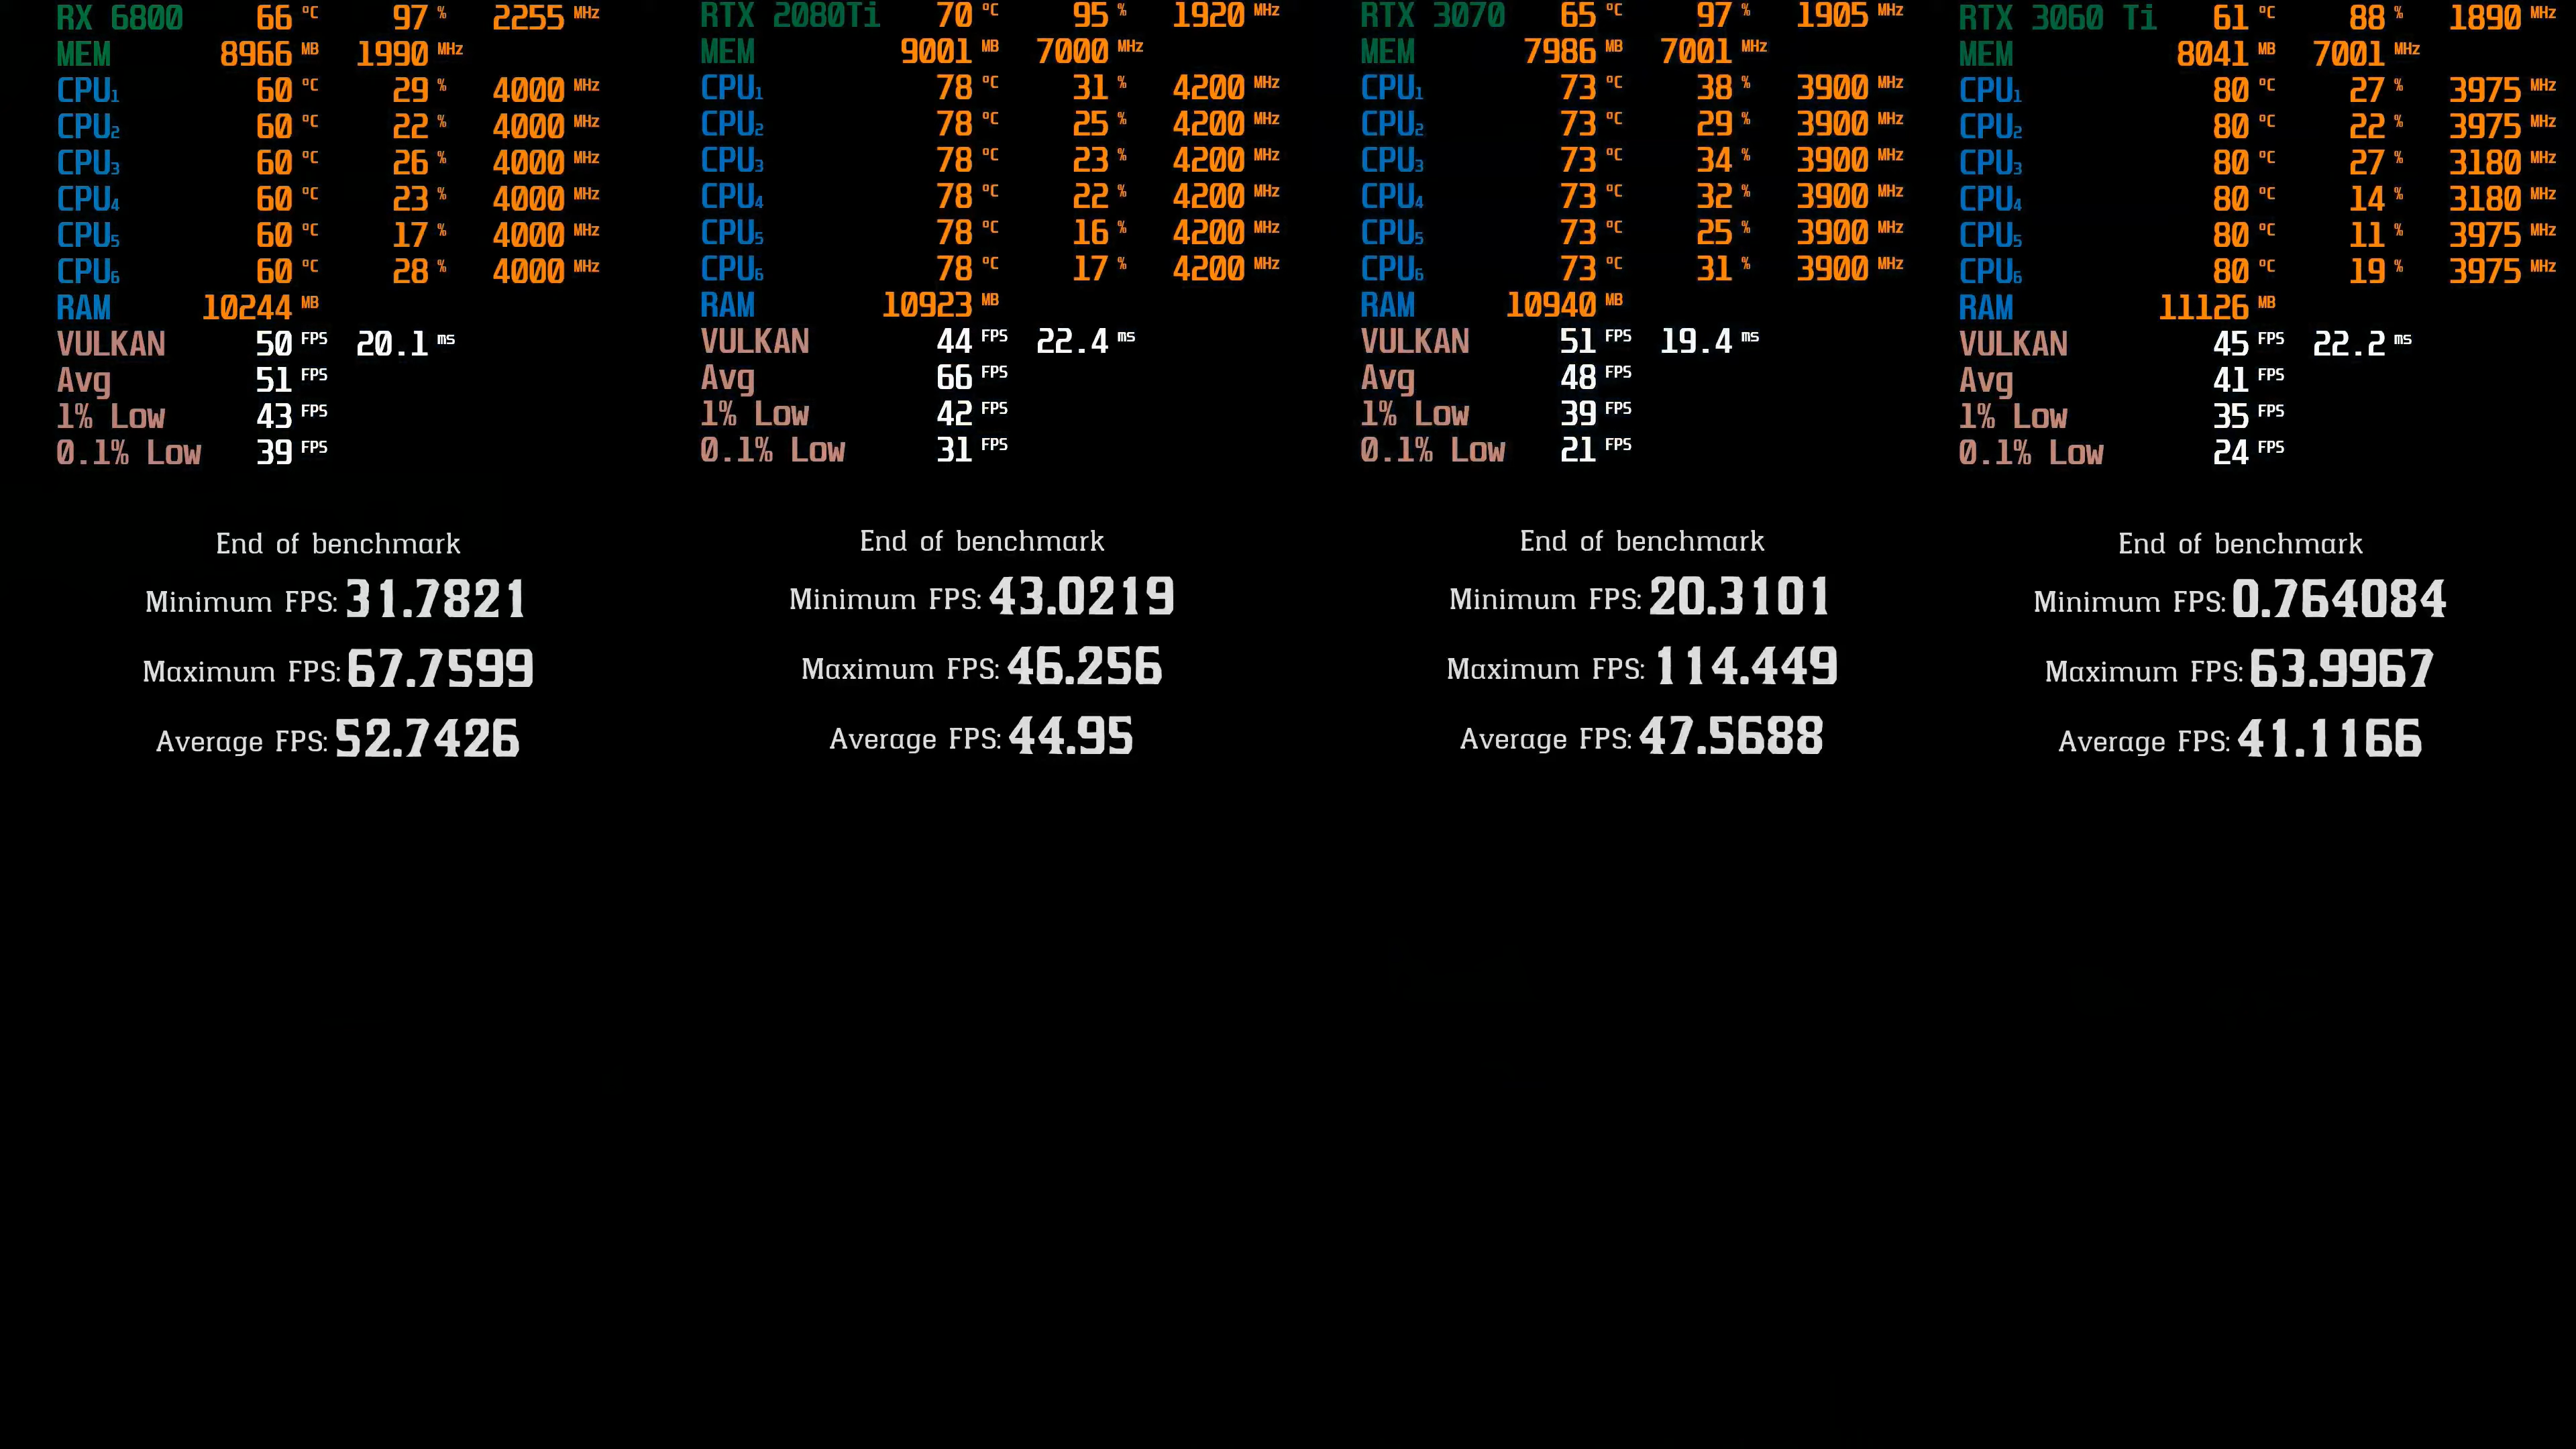 RX 6800 66 °C 97 % 2255 MHz
MEM 8966 MB 1990 MHz
CPU1 60 °C 29 % 4000 MHz
CPU2 60 °C 22 % 4000 MHz
CPU3 60 °C 26 % 4000 MHz
CPU4 60 °C 23 % 4000 MHz
CPU5 60 °C 17 % 4000 MHz
CPU6 60 °C 28 % 4000 MHz
RAM 10244 MB
VULKAN 50 FPS 20.1 ms
Avg 51 FPS
1% Low 43 FPS
0.1% Low 39 FPS
End of benchmark
Minimum FPS: 31.7821
Maximum FPS: 67.7599
Average FPS: 52.7426
RTX 2080Ti 70 °C 95 % 1920 MHz
MEM 9001 MB 7000 MHz
CPU1 78 °C 31 % 4200 MHz
CPU2 78 °C 25 % 4200 MHz
CPU3 78 °C 23 % 4200 MHz
CPU4 78 °C 22 % 4200 MHz
CPU5 78 °C 16 % 4200 MHz
CPU6 78 °C 17 % 4200 MHz
RAM 10923 MB
VULKAN 44 FPS 22.4 ms
Avg 66 FPS
1% Low 42 FPS
0.1% Low 31 FPS
End of benchmark
Minimum FPS: 43.0219
Maximum FPS: 46.256
Average FPS: 44.95
RTX 3070 65 °C 97 % 1905 MHz
MEM 7986 MB 7001 MHz
CPU1 73 °C 38 % 3900 MHz
CPU2 73 °C 29 % 3900 MHz
CPU3 73 °C 34 % 3900 MHz
CPU4 73 °C 32 % 3900 MHz
CPU5 73 °C 25 % 3900 MHz
CPU6 73 °C 31 % 3900 MHz
RAM 10940 MB
VULKAN 51 FPS 19.4 ms
Avg 48 FPS
1% Low 39 FPS
0.1% Low 21 FPS
End of benchmark
Minimum FPS: 20.3101
Maximum FPS: 114.449
Average FPS: 47.5688
RTX 3060 Ti 61 °C 88 % 1890 MHz
MEM 8041 MB 7001 MHz
CPU1 80 °C 27 % 3975 MHz
CPU2 80 °C 22 % 3975 MHz
CPU3 80 °C 27 % 3180 MHz
CPU4 80 °C 14 % 3180 MHz
CPU5 80 °C 11 % 3975 MHz
CPU6 80 °C 19 % 3975 MHz
RAM 11126 MB
VULKAN 45 FPS 22.2 ms
Avg 41 FPS
1% Low 35 FPS
0.1% Low 24 FPS
End of benchmark
Minimum FPS: 0.764084
Maximum FPS: 63.9967
Average FPS: 41.1166